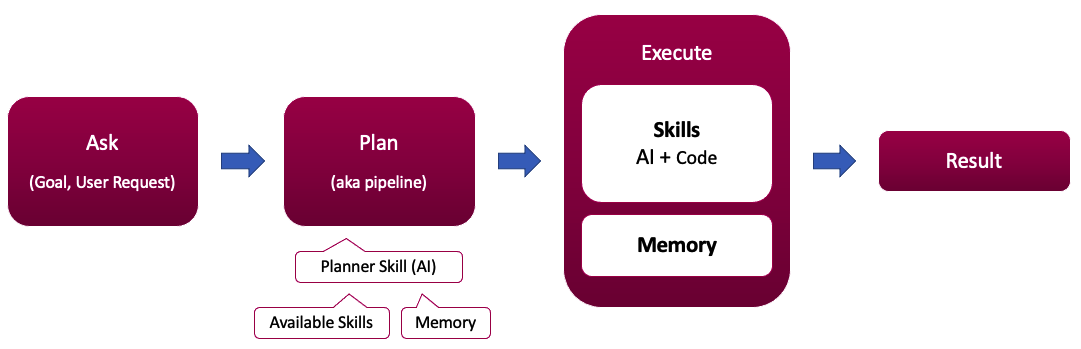 Ask
(Goal, User Request)
Plan
(aka pipeline)
Planner Skill (AI)
Available Skills
Memory
Execute
Skills
AI + Code
Memory
Result